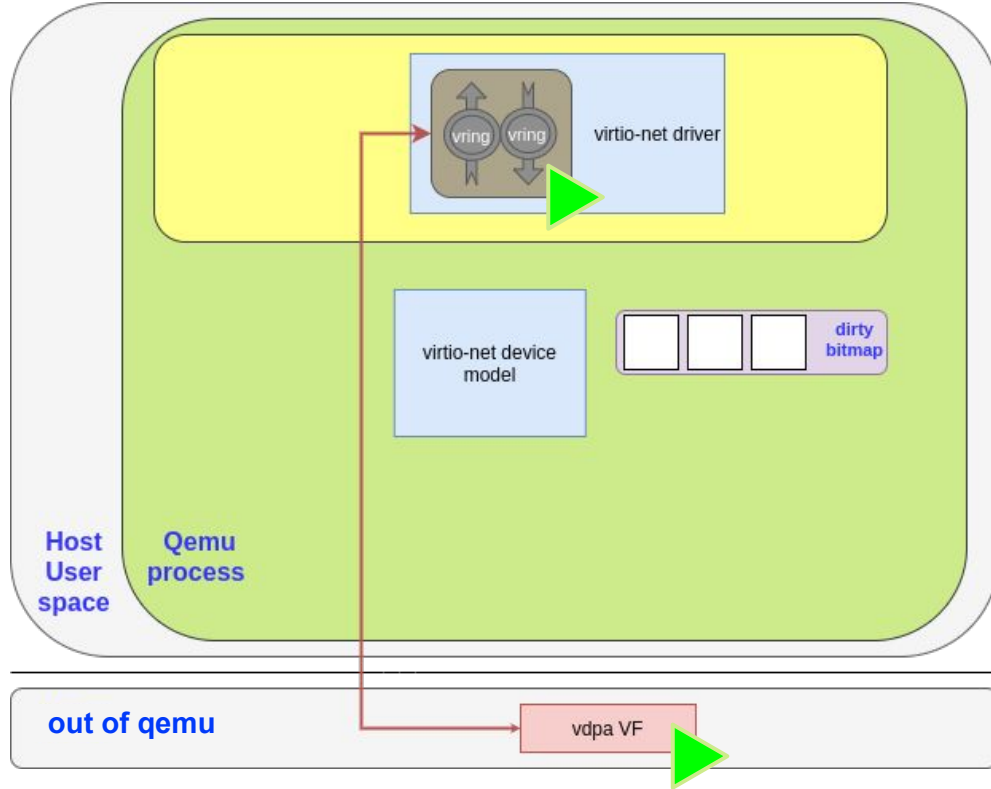 vring vring
virtio-net driver
virtio-net device
model
dirty
bitmap
Host
User
space
Qemu
process
out of qemu
vdpa VF